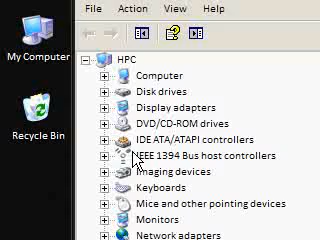 File Action View Help
My Computer
Recycle Bin
HPC
Computer
Disk drives
Display adapters
DVD/CD-ROM drives
IDE ATA/ATAPI controllers
IEEE 1394 Bus host controllers
Imaging devices
Keyboards
Mice and other pointing devices
Monitors
Network adapters